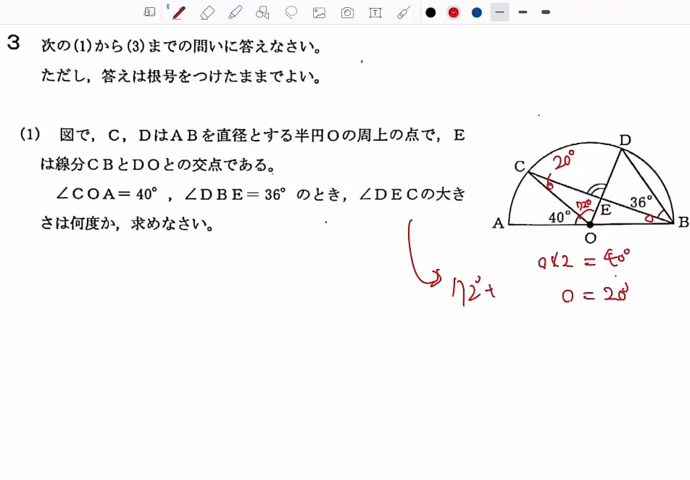 3 次の(1)から(3)までの問いに答えなさい。
ただし，答えは根号をつけたままでよい。
(1) 図で，C，DはABを直径とする半円Oの周上の点で，E
は線分CBとDOとの交点である。
∠COA＝40°，∠DBE＝36°のとき，∠DECの大き
さは何度か，求めなさい。
D
C 20°
72° E 36°
A 40° O B
○×2 = 40°
○ = 20°
72°+